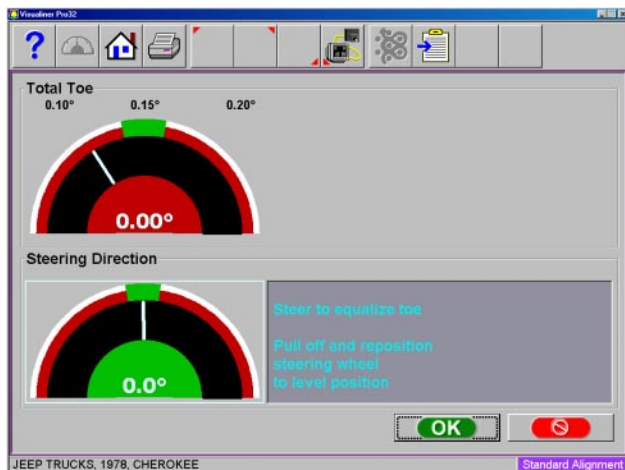 Visualiner Pro32
?
Total Toe
0.10° 0.15° 0.20°
0.00°
Steering Direction
0.0°
Steer to equalize toe
Pull off and reposition
steering wheel
to level position
OK
JEEP TRUCKS, 1978, CHEROKEE
Standard Alignment